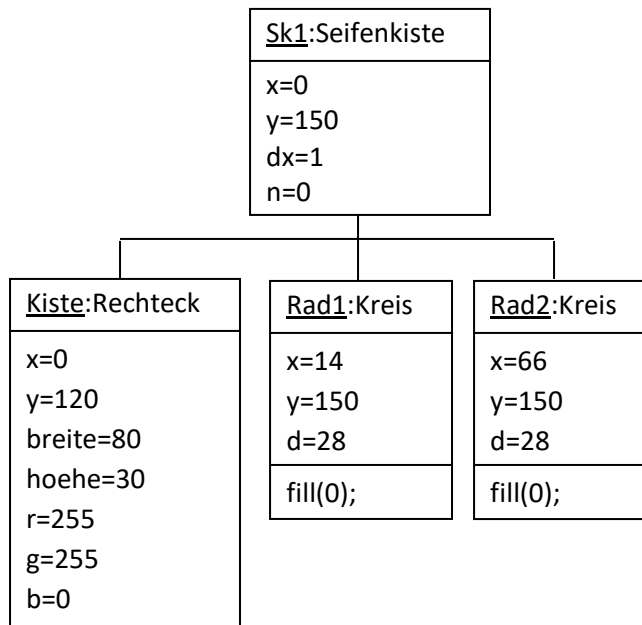 Sk1:Seifenkiste
x=0
y=150
dx=1
n=0
Kiste:Rechteck
x=0
y=120
breite=80
hoehe=30
r=255
g=255
b=0
Rad1:Kreis
x=14
y=150
d=28
fill(0);
Rad2:Kreis
x=66
y=150
d=28
fill(0);